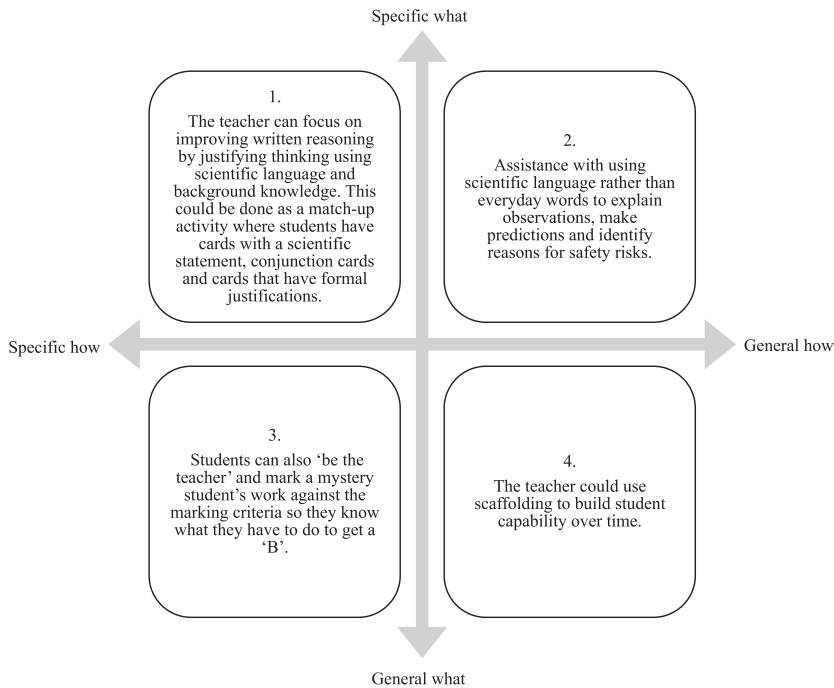 Specific what
1.
The teacher can focus on
improving written reasoning
by justifying thinking using
scientific language and
background knowledge. This
could be done as a match-up
activity where students have
cards with a scientific
statement, conjunction cards
and cards that have formal
justifications.
2.
Assistance with using
scientific language rather than
everyday words to explain
observations, make
predictions and identify
reasons for safety risks.
Specific how
General how
3.
Students can also ‘be the
teacher’ and mark a mystery
student’s work against the
marking criteria so they know
what they have to do to get a
‘B’.
4.
The teacher could use
scaffolding to build student
capability over time.
General what